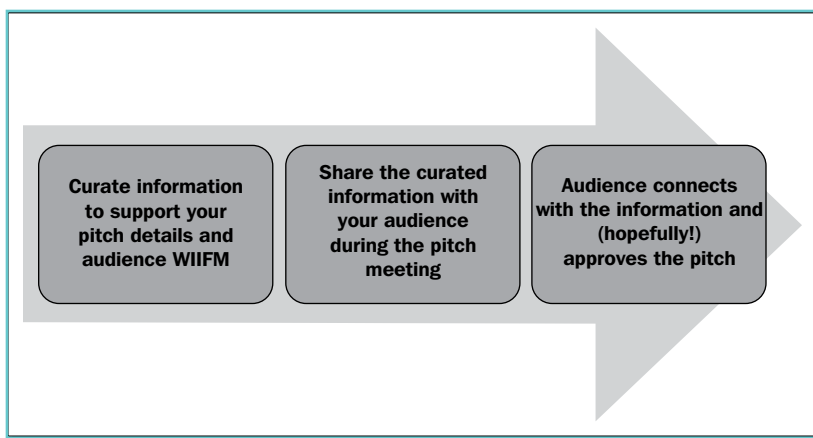 Curate information
to support your
pitch details and
audience WIIFM
Share the curated
information with
your audience
during the pitch
meeting
Audience connects
with the information and
(hopefully!)
approves the pitch